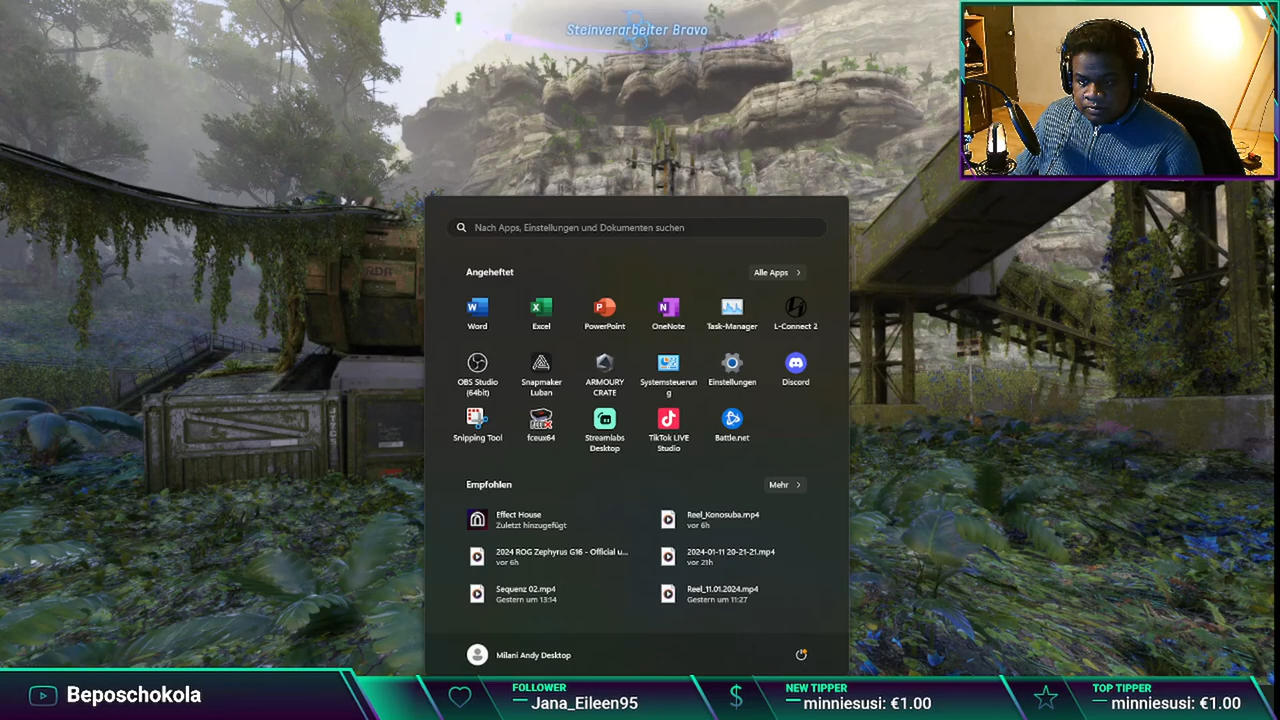 Steinverarbeiter Bravo
RDA
Nach Apps, Einstellungen und Dokumenten suchen
Angeheftet
Alle Apps
Word
Excel
PowerPoint
OneNote
Task-Manager
L-Connect 2
OBS Studio
(64bit)
Snapmaker
Luban
ARMOURY
CRATE
Systemsteuerun
g
Einstellungen
Discord
Snipping Tool
fceux64
Streamlabs
Desktop
TikTok LIVE
Studio
Battle.net
Empfohlen
Mehr
Effect House
Zuletzt hinzugefügt
Reel_Konosuba.mp4
vor 6h
2024 ROG Zephyrus G16 - Official u...
vor 6h
2024-01-11 20-21-21.mp4
vor 21h
Sequenz 02.mp4
Gestern um 13:14
Reel_11.01.2024.mp4
Gestern um 11:27
Milani Andy Desktop
Beposchokola
FOLLOWER
Jana_Eileen95
NEW TIPPER
minniesusi: €1.00
TOP TIPPER
minniesusi: €1.00